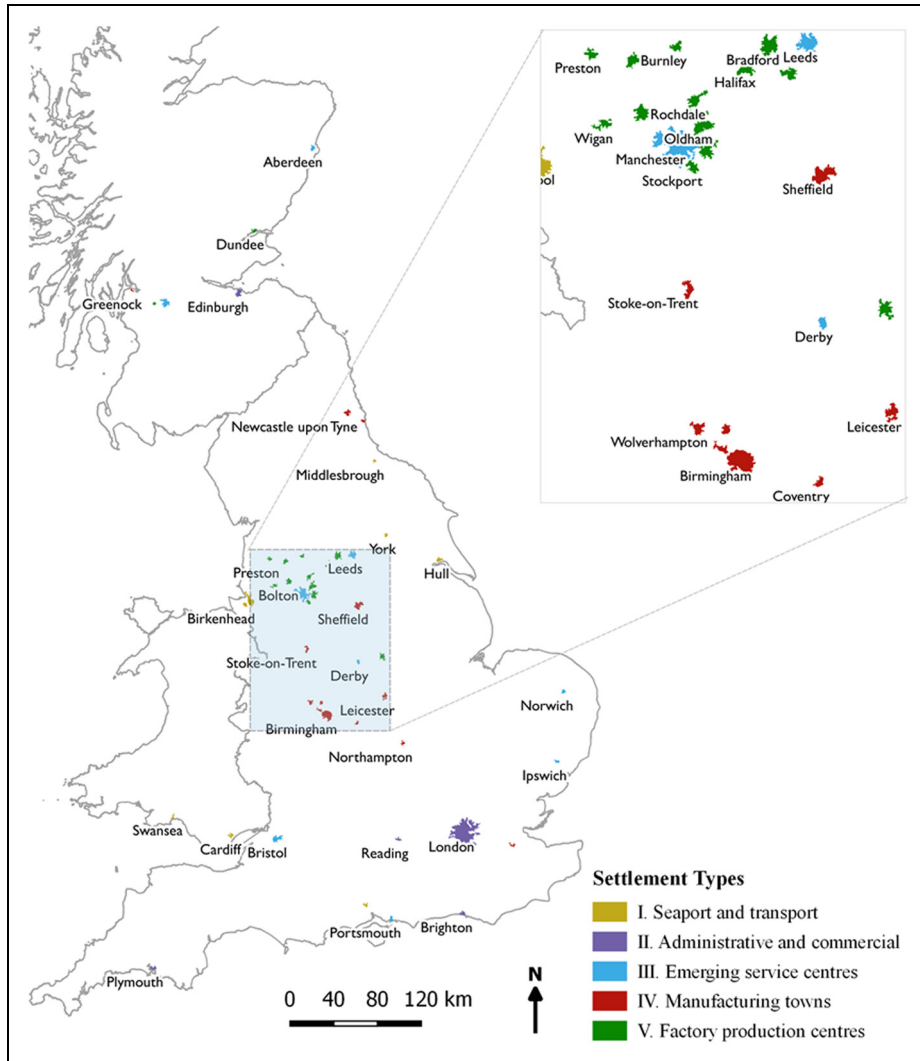 Aberdeen
Dundee
Greenock
Edinburgh
Newcastle upon Tyne
Middlesbrough
York
Preston
Leeds
Hull
Bolton
Birkenhead
Sheffield
Stoke-on-Trent
Derby
Leicester
Birmingham
Norwich
Northampton
Ipswich
Swansea
Cardiff
Bristol
Reading
London
Portsmouth
Brighton
Plymouth
Preston
Burnley
Bradford
Leeds
Halifax
Rochdale
Wigan
Oldham
Manchester
Stockport
ool
Sheffield
Stoke-on-Trent
Derby
Wolverhampton
Leicester
Birmingham
Coventry
Settlement Types
I. Seaport and transport
II. Administrative and commercial
III. Emerging service centres
IV. Manufacturing towns
V. Factory production centres
N
0 40 80 120 km